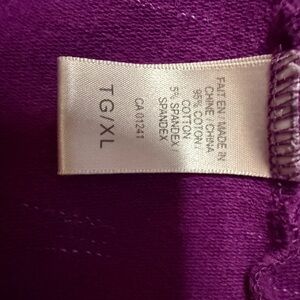 FAIT EN / MADE IN
CHINE / CHINA
95% COTON /
COTTON
5% SPANDEX /
SPANDEX
CA 01241
TG/XL